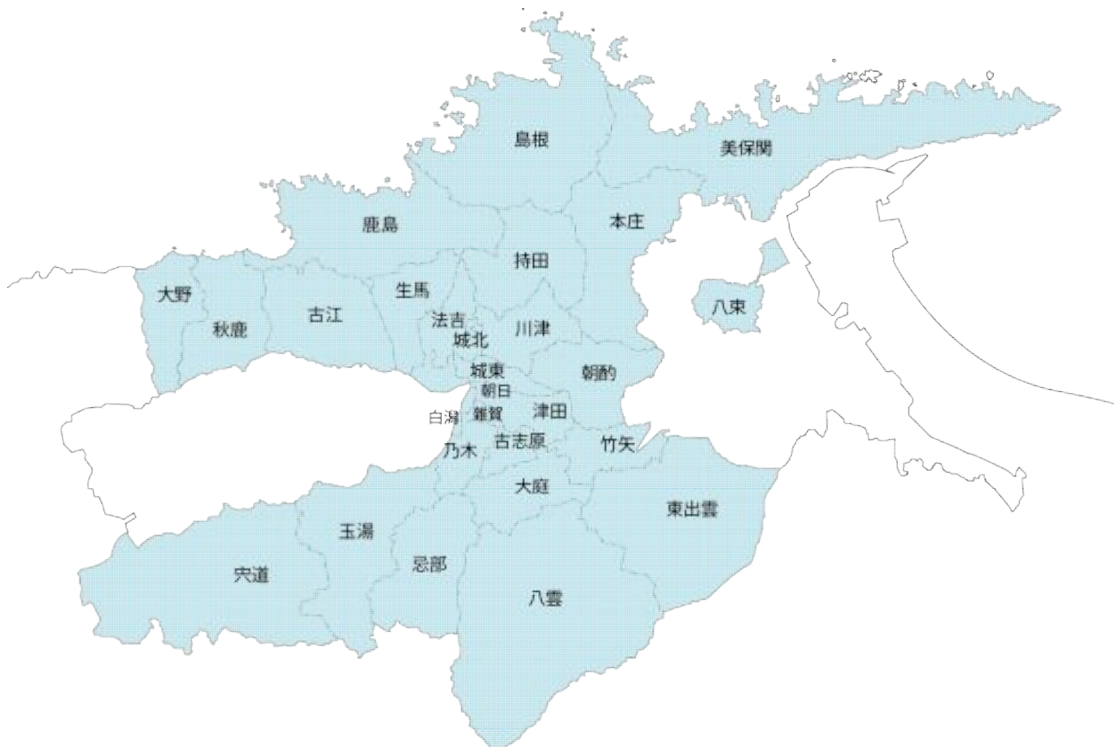 島根
美保関
本庄
鹿島
持田
大野
生馬
八束
古江
法吉
秋鹿
川津
城北
城東
朝酌
朝日
津田
雑賀
白潟
古志原
竹矢
乃木
大庭
東出雲
玉湯
忌部
宍道
八雲